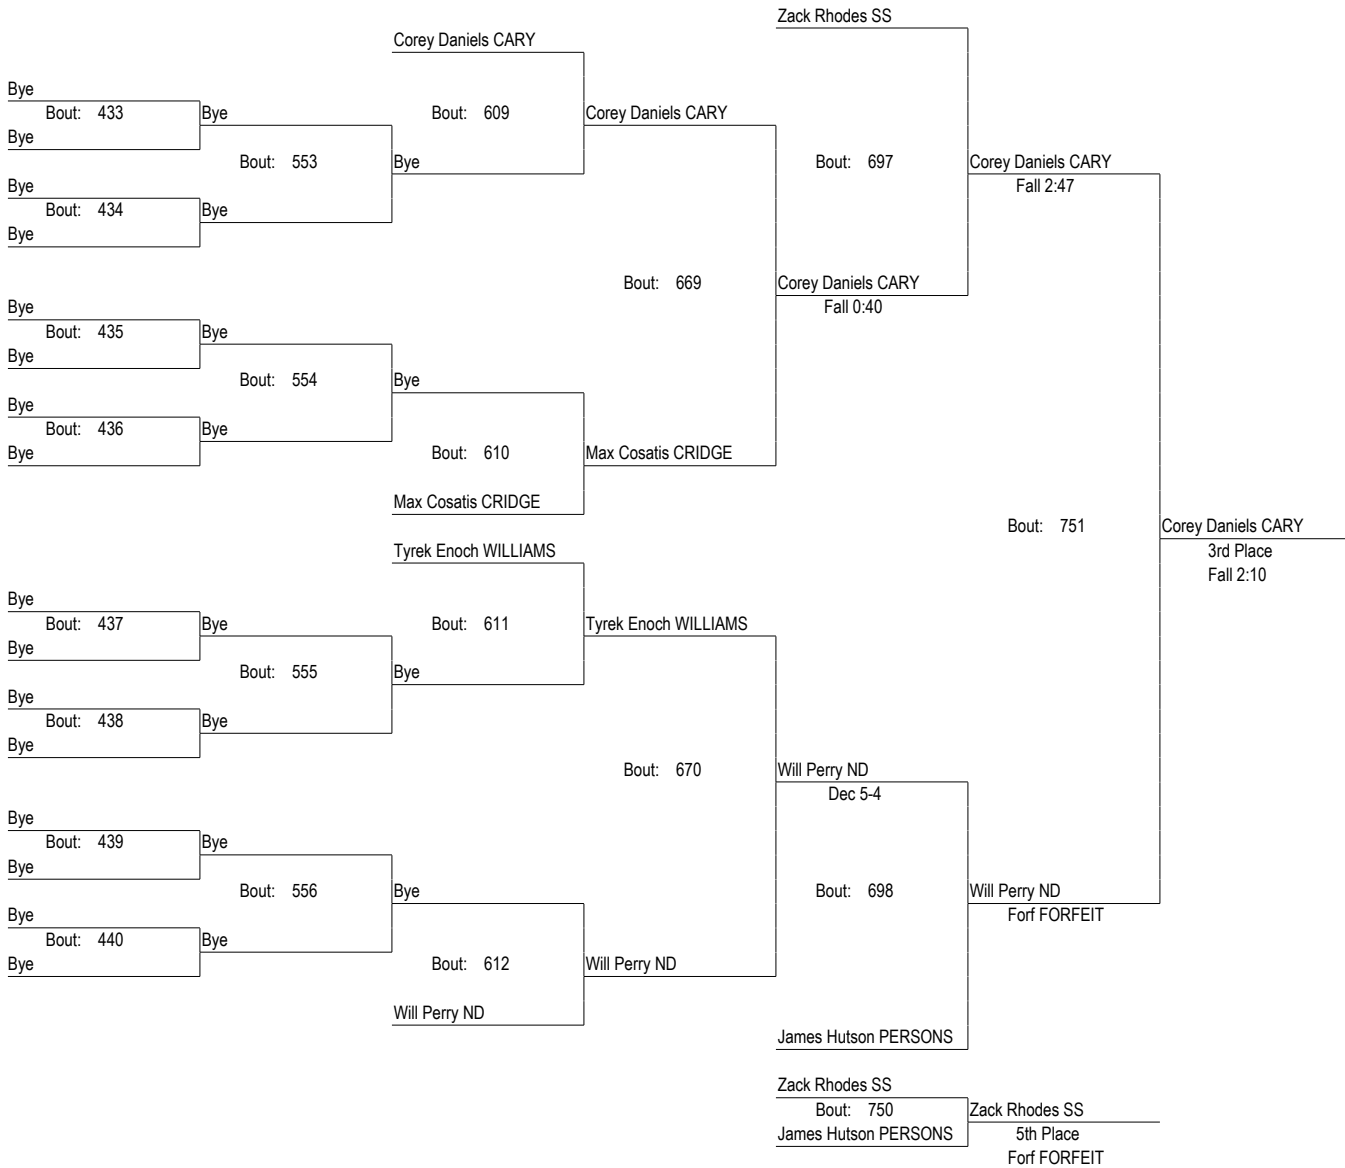 Zack Rhodes SS
Corey Daniels CARY
Bye
Bout: 433
Bye
Bout: 609
Corey Daniels CARY
Bye
Bout: 553
Bye
Bout: 697
Corey Daniels CARY
Bye
Fall 2:47
Bout: 434
Bye
Bye
Bout: 669
Corey Daniels CARY
Bye
Fall 0:40
Bout: 435
Bye
Bye
Bout: 554
Bye
Bye
Bout: 436
Bye
Bye
Bout: 610
Max Cosatis CRIDGE
Max Cosatis CRIDGE
Bout: 751
Corey Daniels CARY
Tyrek Enoch WILLIAMS
3rd Place
Fall 2:10
Bye
Bout: 437
Bye
Bout: 611
Tyrek Enoch WILLIAMS
Bye
Bout: 555
Bye
Bye
Bout: 438
Bye
Bye
Bout: 670
Will Perry ND
Dec 5-4
Bye
Bout: 439
Bye
Bye
Bout: 556
Bye
Bout: 698
Will Perry ND
Bye
Forf FORFEIT
Bout: 440
Bye
Bye
Bout: 612
Will Perry ND
Will Perry ND
James Hutson PERSONS
Zack Rhodes SS
Bout: 750
Zack Rhodes SS
James Hutson PERSONS
5th Place
Forf FORFEIT